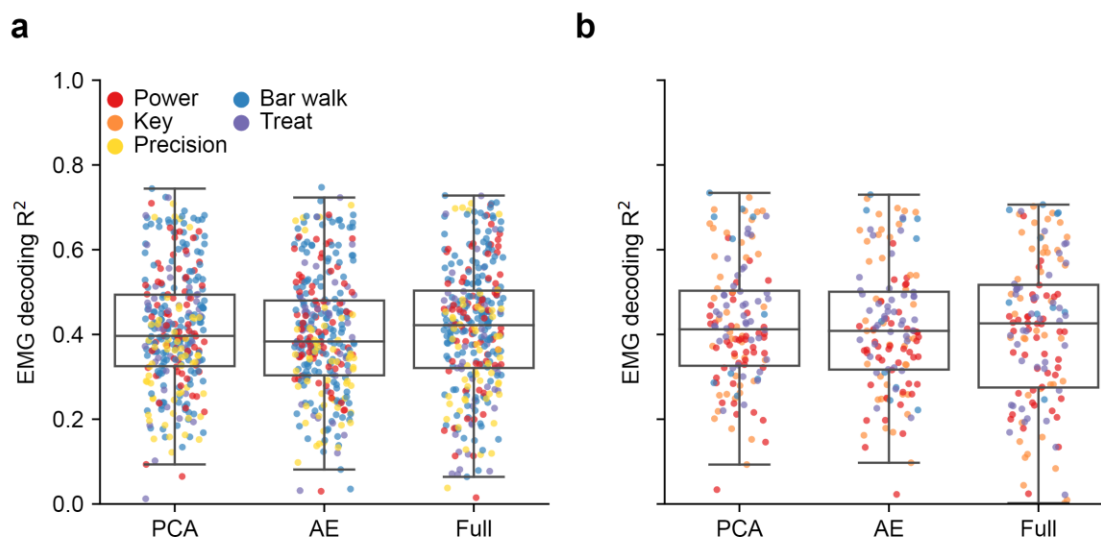 a
b
EMG decoding R²
1.0
0.8
0.6
0.4
0.2
0.0
Power
Key
Precision
Bar walk
Treat
PCA AE Full
EMG decoding R²
PCA AE Full